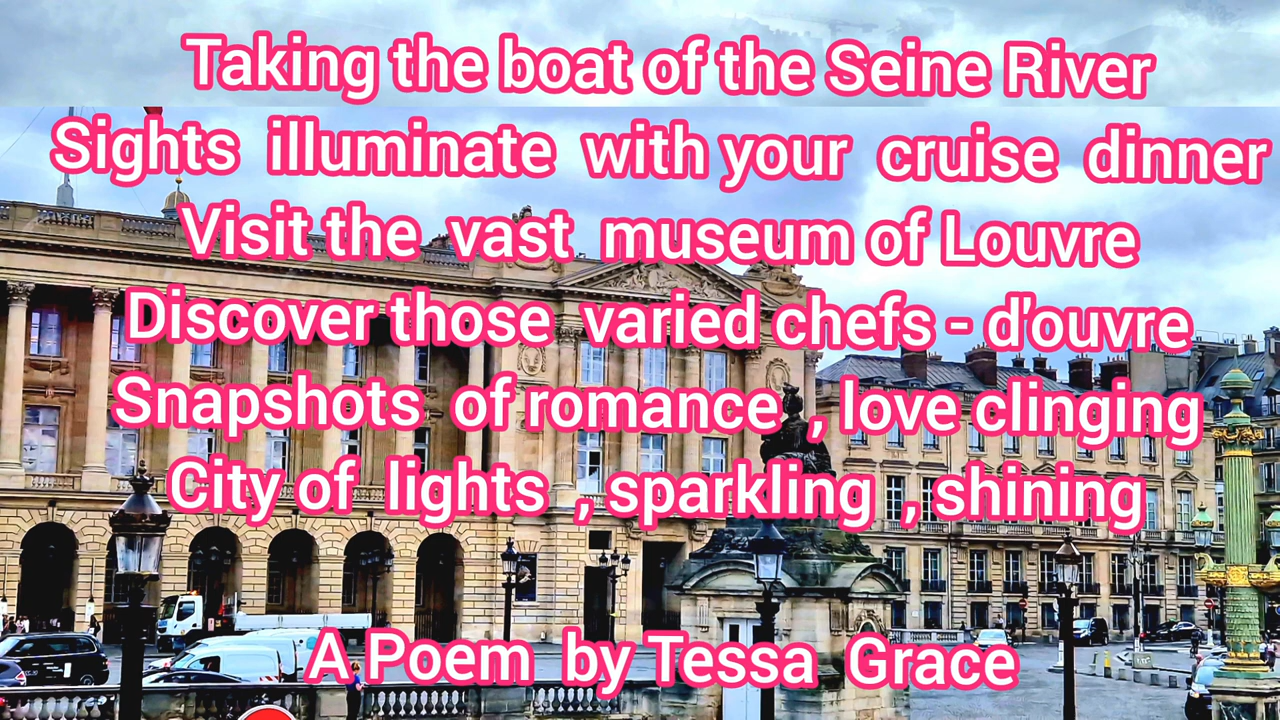 Taking the boat of the Seine River
Sights illuminate with your cruise dinner
Visit the vast museum of Louvre
Discover those varied chefs - d'ouvre
Snapshots of romance , love clinging
City of lights , sparkling , shining
A Poem by Tessa Grace